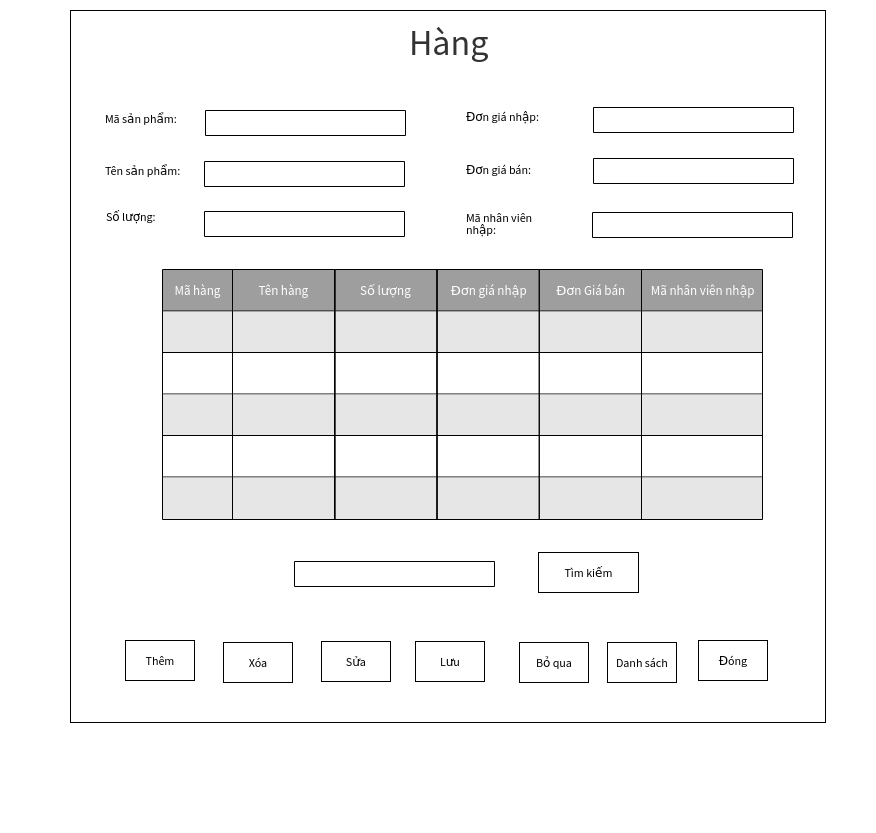 Hàng
Mã sản phẩm:
Đơn giá nhập:
Tên sản phẩm:
Đơn giá bán:
Số lượng:
Mã nhân viên
nhập:
Mã hàng Tên hàng Số lượng Đơn giá nhập Đơn Giá bán Mã nhân viên nhập
Tìm kiếm
Thêm Xóa Sửa Lưu Bỏ qua Danh sách Đóng